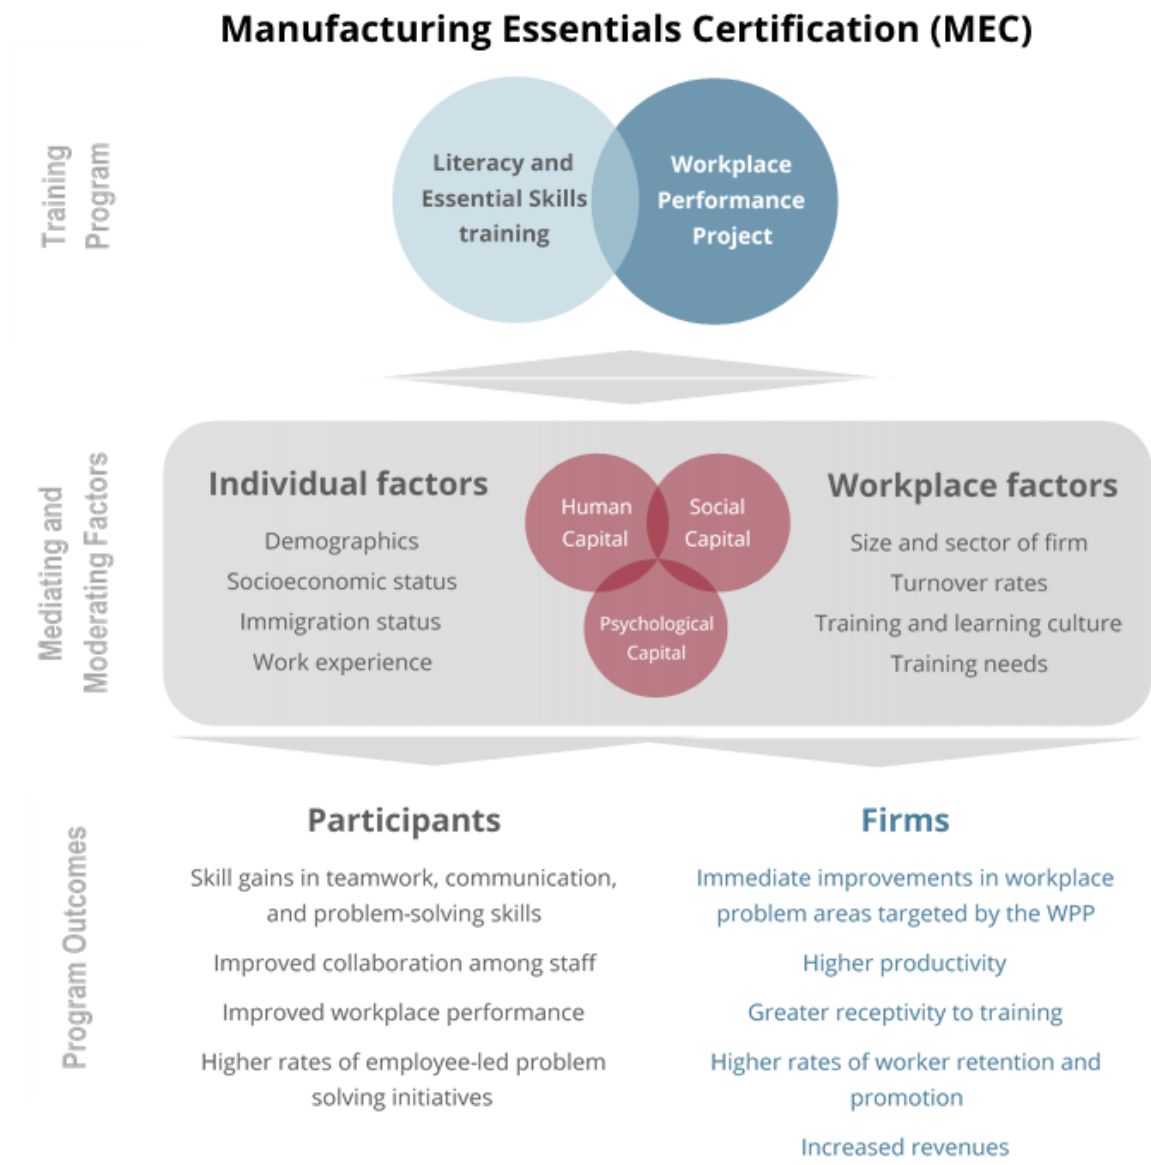 Manufacturing Essentials Certification (MEC)
Training
Program
Literacy and
Essential Skills
training
Workplace
Performance
Project
Mediating and
Moderating Factors
Individual factors
Demographics
Socioeconomic status
Immigration status
Work experience
Human
Capital
Social
Capital
Psychological
Capital
Workplace factors
Size and sector of firm
Turnover rates
Training and learning culture
Training needs
Program Outcomes
Participants
Skill gains in teamwork, communication,
and problem-solving skills
Improved collaboration among staff
Improved workplace performance
Higher rates of employee-led problem
solving initiatives
Firms
Immediate improvements in workplace
problem areas targeted by the WPP
Higher productivity
Greater receptivity to training
Higher rates of worker retention and
promotion
Increased revenues